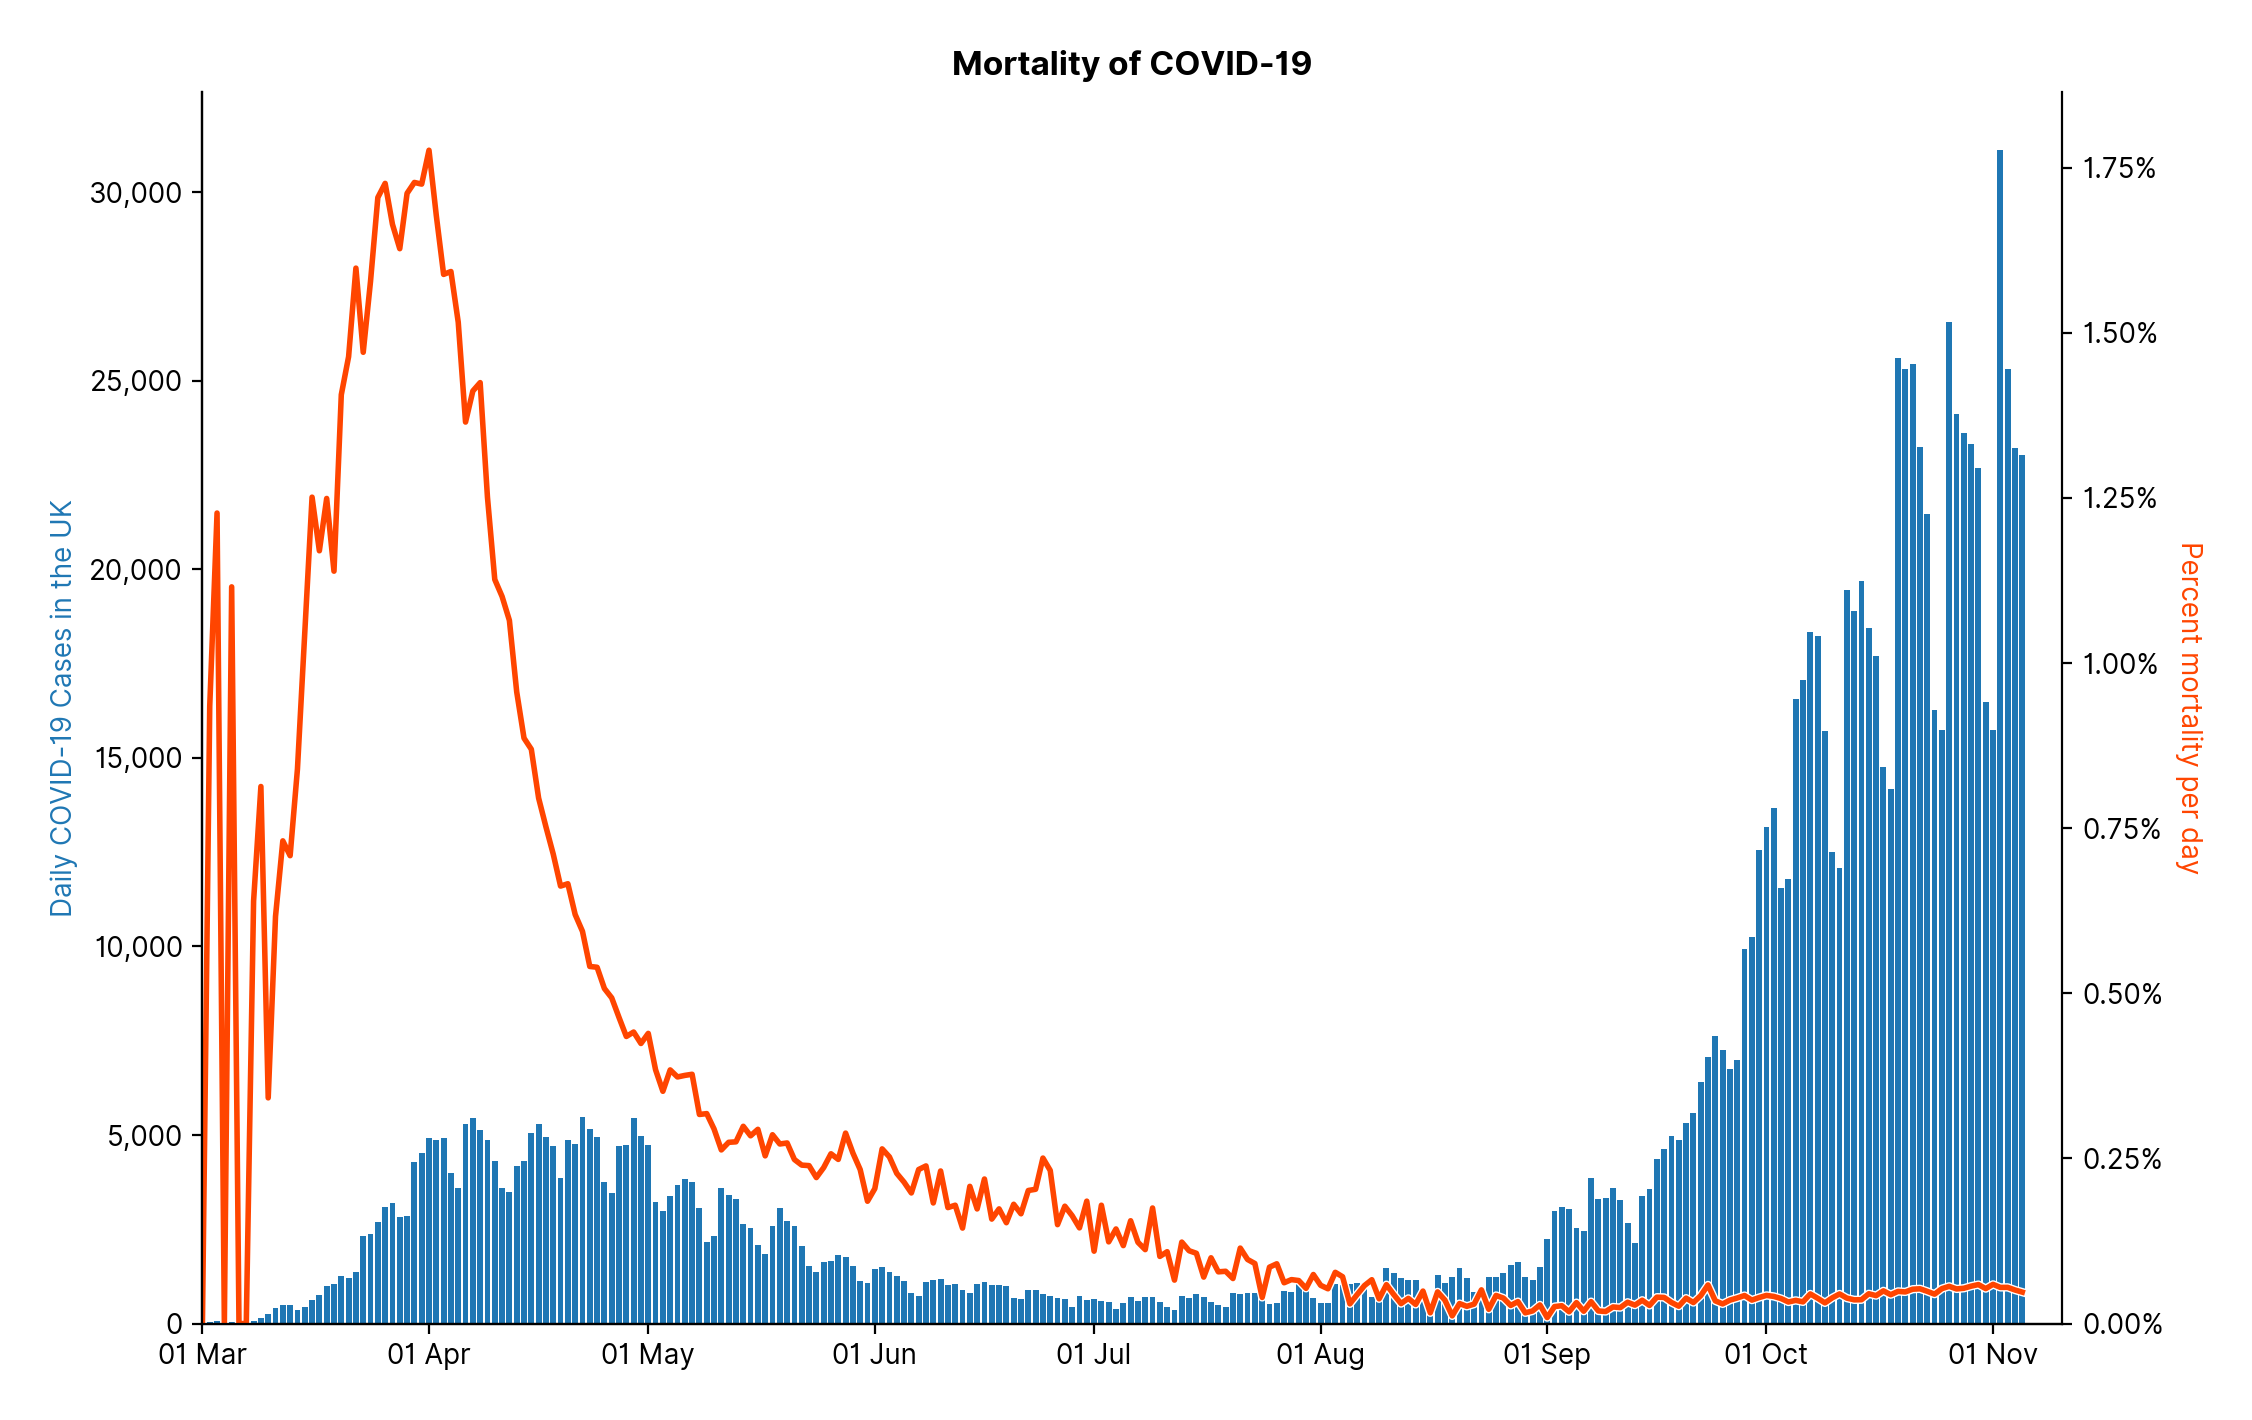 Mortality of COVID-19
Daily COVID-19 Cases in the UK
30,000
25,000
20,000
15,000
10,000
5,000
0
1.75%
1.50%
1.25%
1.00%
0.75%
0.50%
0.25%
0.00%
Percent mortality per day
01 Mar
01 Apr
01 May
01 Jun
01 Jul
01 Aug
01 Sep
01 Oct
01 Nov